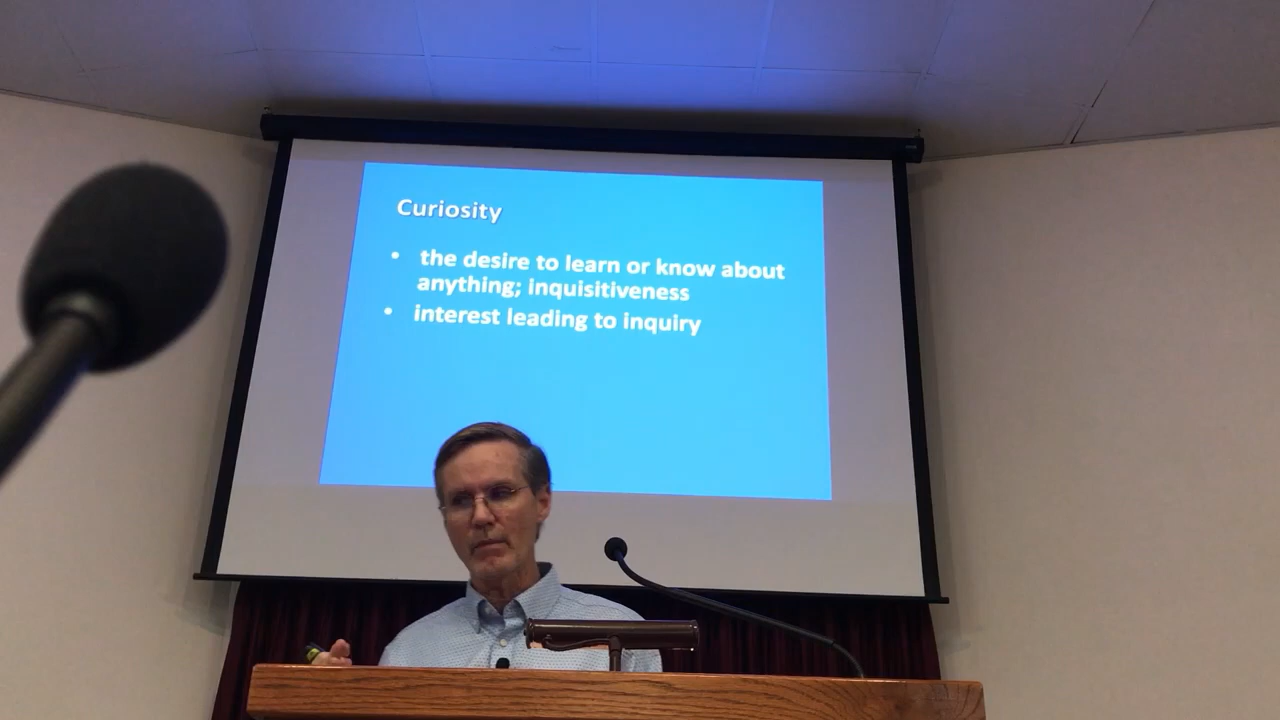 Curiosity
• the desire to learn or know about
anything; inquisitiveness
• interest leading to inquiry